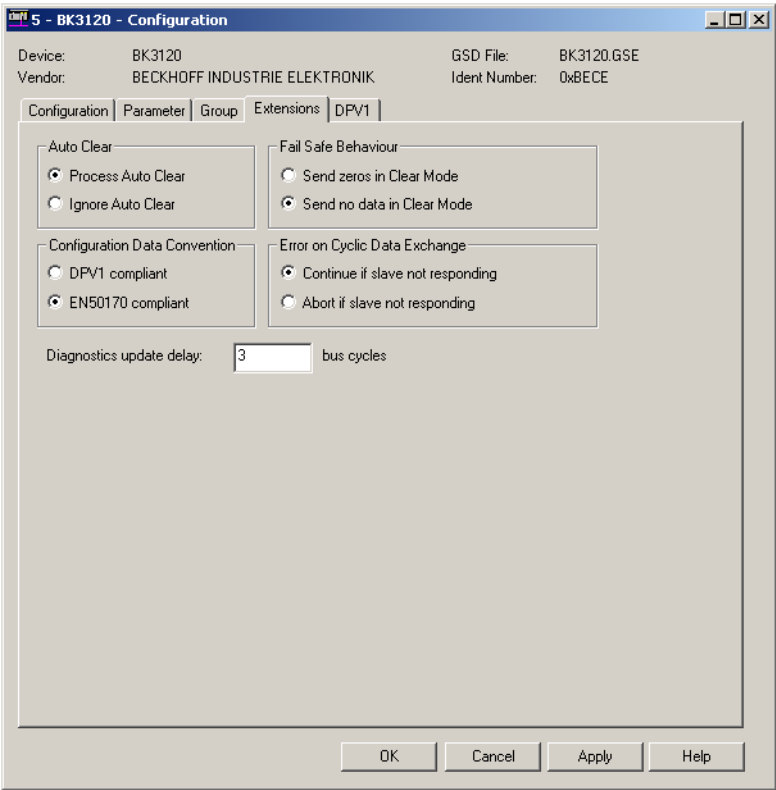 5 - BK3120 - Configuration
Device: BK3120 GSD File: BK3120.GSE
Vendor: BECKHOFF INDUSTRIE ELEKTRONIK Ident Number: 0xBECE
Configuration Parameter Group Extensions DPV1
Auto Clear
Process Auto Clear
Ignore Auto Clear
Fail Safe Behaviour
Send zeros in Clear Mode
Send no data in Clear Mode
Configuration Data Convention
DPV1 compliant
EN50170 compliant
Error on Cyclic Data Exchange
Continue if slave not responding
Abort if slave not responding
Diagnostics update delay: 3 bus cycles
OK Cancel Apply Help